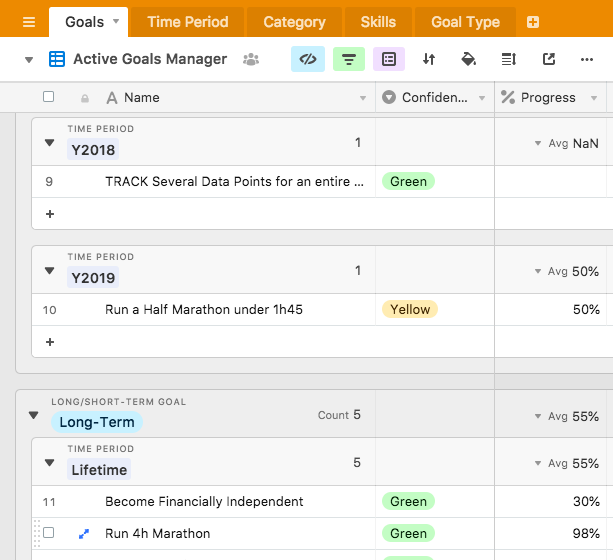 Goals Time Period Category Skills Goal Type
Active Goals Manager
A Name Confiden... Progress
TIME PERIOD
Y2018 1 Avg NaN
9 TRACK Several Data Points for an entire ... Green
+
TIME PERIOD
Y2019 1 Avg 50%
10 Run a Half Marathon under 1h45 Yellow 50%
+
LONG/SHORT-TERM GOAL
Long-Term Count 5 Avg 55%
TIME PERIOD
Lifetime 5 Avg 55%
11 Become Financially Independent Green 30%
Run 4h Marathon Green 98%